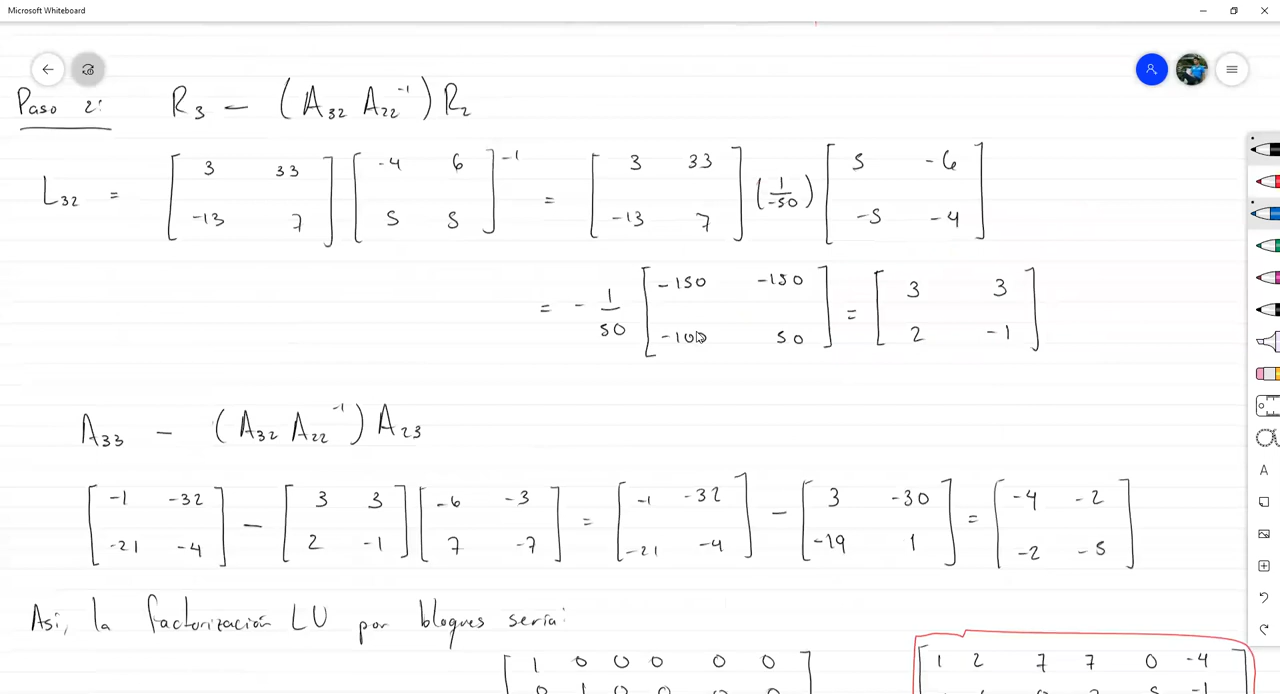 Microsoft Whiteboard
Paso 2: R₃ − (A₃₂ A₂₂⁻¹) R₂
L₃₂ = [3 33; -13 7] [-4 6; 5 5]⁻¹ = [3 33; -13 7] (1/-50) [5 -6; -5 -4]
= - 1/50 [-150 -150; -100 50] = [3 3; 2 -1]
A₃₃ − (A₃₂ A₂₂⁻¹) A₂₃
[-1 -32; -21 -4] − [3 3; 2 -1] [-6 -3; 7 -7] = [-1 -32; -21 -4] − [3 -30; -19 1] = [-4 -2; -2 -5]
Así, la factorización LU por bloques sería:
[1 0 0 0 0 0] [1 2 7 7 0 -4]